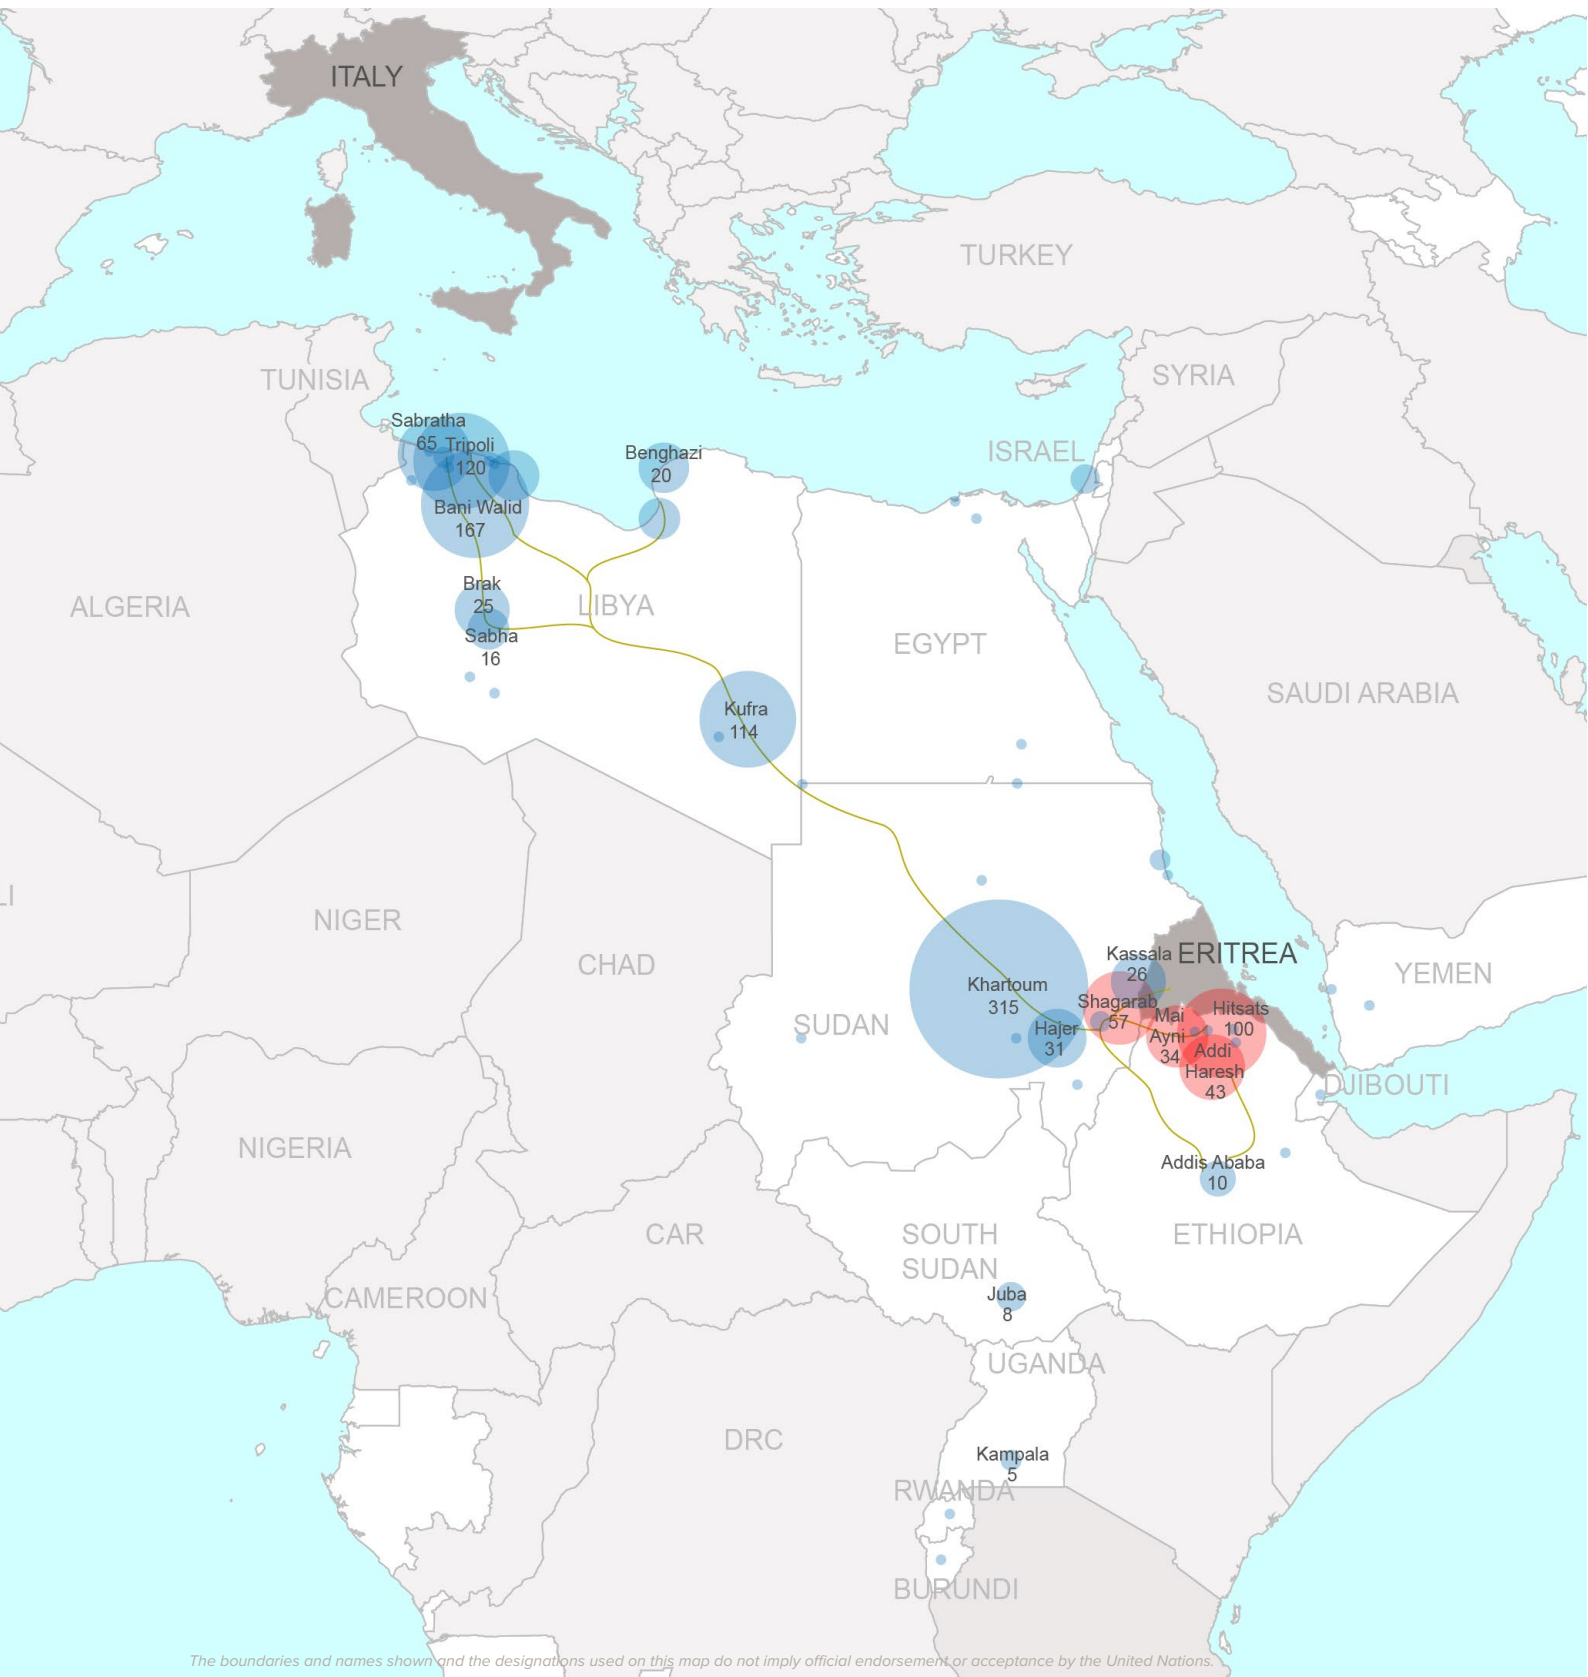 ITALY
TURKEY
TUNISIA
SYRIA
Sabratha
65
Tripoli
120
Benghazi
20
ISRAEL
Bani Walid
167
Brak
25
LIBYA
ALGERIA
Sabha
16
EGYPT
SAUDI ARABIA
Kufra
114
LI
NIGER
CHAD
Kassala
26
ERITREA
YEMEN
Khartoum
315
SUDAN
Shagarab
57
Hitsats
100
Mai
Ayni
34
Hajer
31
Addi
Haresh
43
DJIBOUTI
NIGERIA
Addis Ababa
10
CAR
SOUTH
SUDAN
ETHIOPIA
CAMEROON
Juba
8
UGANDA
DRC
Kampala
5
RWANDA
BURUNDI
The boundaries and names shown and the designations used on this map do not imply official endorsement or acceptance by the United Nations.